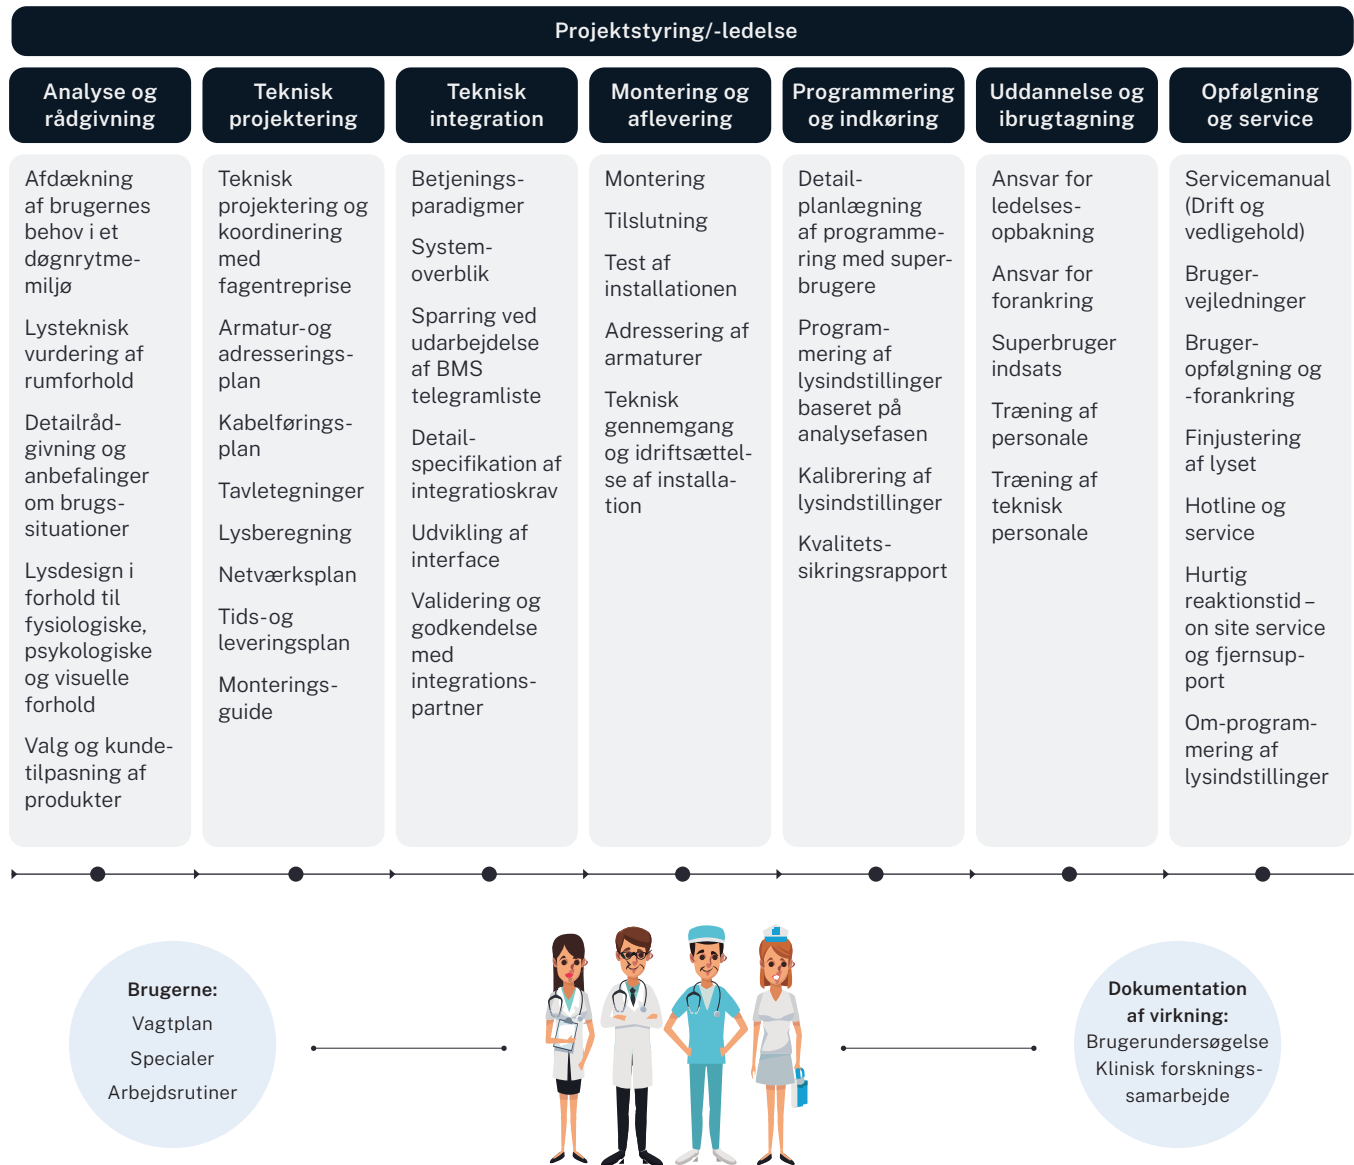 Projektstyring/-ledelse
Analyse og
rådgivning
Afdækning
af brugernes
behov i et
døgnrytme-
miljø
Lysteknisk
vurdering af
rumforhold
Detailråd-
givning og
anbefalinger
om brugs-
situationer
Lysdesign i
forhold til
fysiologiske,
psykologiske
og visuelle
forhold
Valg og kunde-
tilpasning af
produkter
Teknisk
projektering
Teknisk
projektering og
koordinering
med
fagentreprise
Armatur-og
adresserings-
plan
Kabelførings-
plan
Tavletegninger
Lysberegning
Netværksplan
Tids-og
leveringsplan
Monterings-
guide
Teknisk
integration
Betjenings-
paradigmer
System-
overblik
Sparring ved
udarbejdelse
af BMS
telegramliste
Detail-
specifikation af
integratioskrav
Udvikling af
interface
Validering og
godkendelse
med
integrations-
partner
Montering og
aflevering
Montering
Tilslutning
Test af
installationen
Adressering af
armaturer
Teknisk
gennemgang
og idriftsættel-
se af installa-
tion
Programmering
og indkøring
Detail-
planlægning
af programme-
ring med super-
brugere
Program-
mering af
lysindstillinger
baseret på
analysefasen
Kalibrering af
lysindstillinger
Kvalitets-
sikringsrapport
Uddannelse og
ibrugtagning
Ansvar for
ledelses-
opbakning
Ansvar for
forankring
Superbruger
indsats
Træning af
personale
Træning af
teknisk
personale
Opfølgning
og service
Servicemanual
(Drift og
vedligehold)
Bruger-
vejledninger
Bruger-
opfølgning og
-forankring
Finjustering
af lyset
Hotline og
service
Hurtig
reaktionstid –
on site service
og fjernsup-
port
Om-program-
mering af
lysindstillinger
Brugerne:
Vagtplan
Specialer
Arbejdsrutiner
Dokumentation
af virkning:
Brugerundersøgelse
Klinisk forsknings-
samarbejde